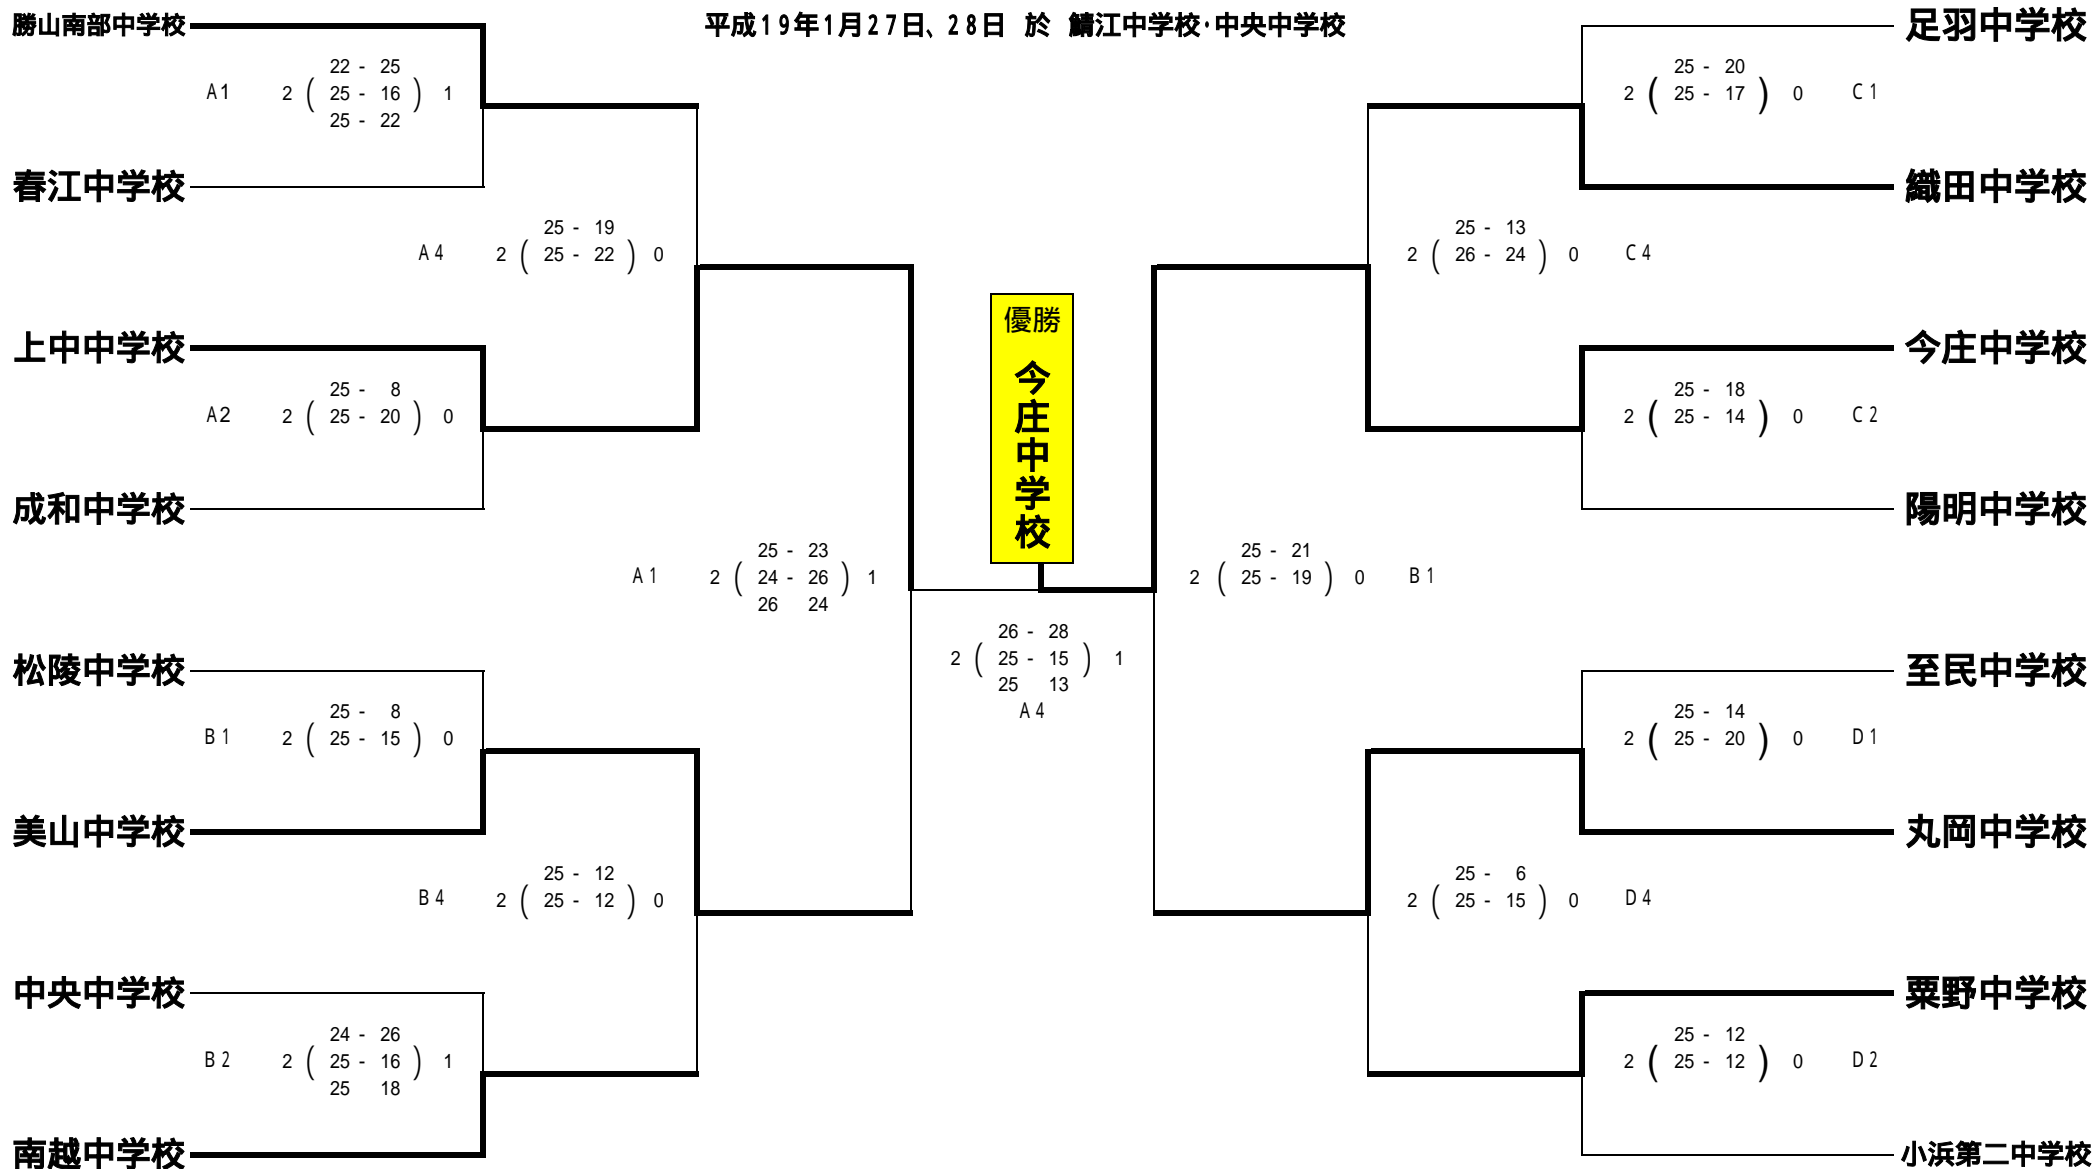 平成19年1月27日、28日 於 鯖江中学校・中央中学校
勝山南部中学校
A1 2 ( 22 - 25 25 - 16 25 - 22 ) 1
春江中学校
A4 2 ( 25 - 19 25 - 22 ) 0
上中中学校
A2 2 ( 25 - 8 25 - 20 ) 0
成和中学校
A1 2 ( 25 - 23 24 - 26 26 24 ) 1
松陵中学校
B1 2 ( 25 - 8 25 - 15 ) 0
美山中学校
B4 2 ( 25 - 12 25 - 12 ) 0
中央中学校
B2 2 ( 24 - 26 25 - 16 25 18 ) 1
南越中学校
優勝
今庄中学校
2 ( 26 - 28 25 - 15 25 13 ) 1
A4
足羽中学校
2 ( 25 - 20 25 - 17 ) 0 C1
織田中学校
2 ( 25 - 13 26 - 24 ) 0 C4
今庄中学校
2 ( 25 - 18 25 - 14 ) 0 C2
陽明中学校
2 ( 25 - 21 25 - 19 ) 0 B1
至民中学校
2 ( 25 - 14 25 - 20 ) 0 D1
丸岡中学校
2 ( 25 - 6 25 - 15 ) 0 D4
粟野中学校
2 ( 25 - 12 25 - 12 ) 0 D2
小浜第二中学校